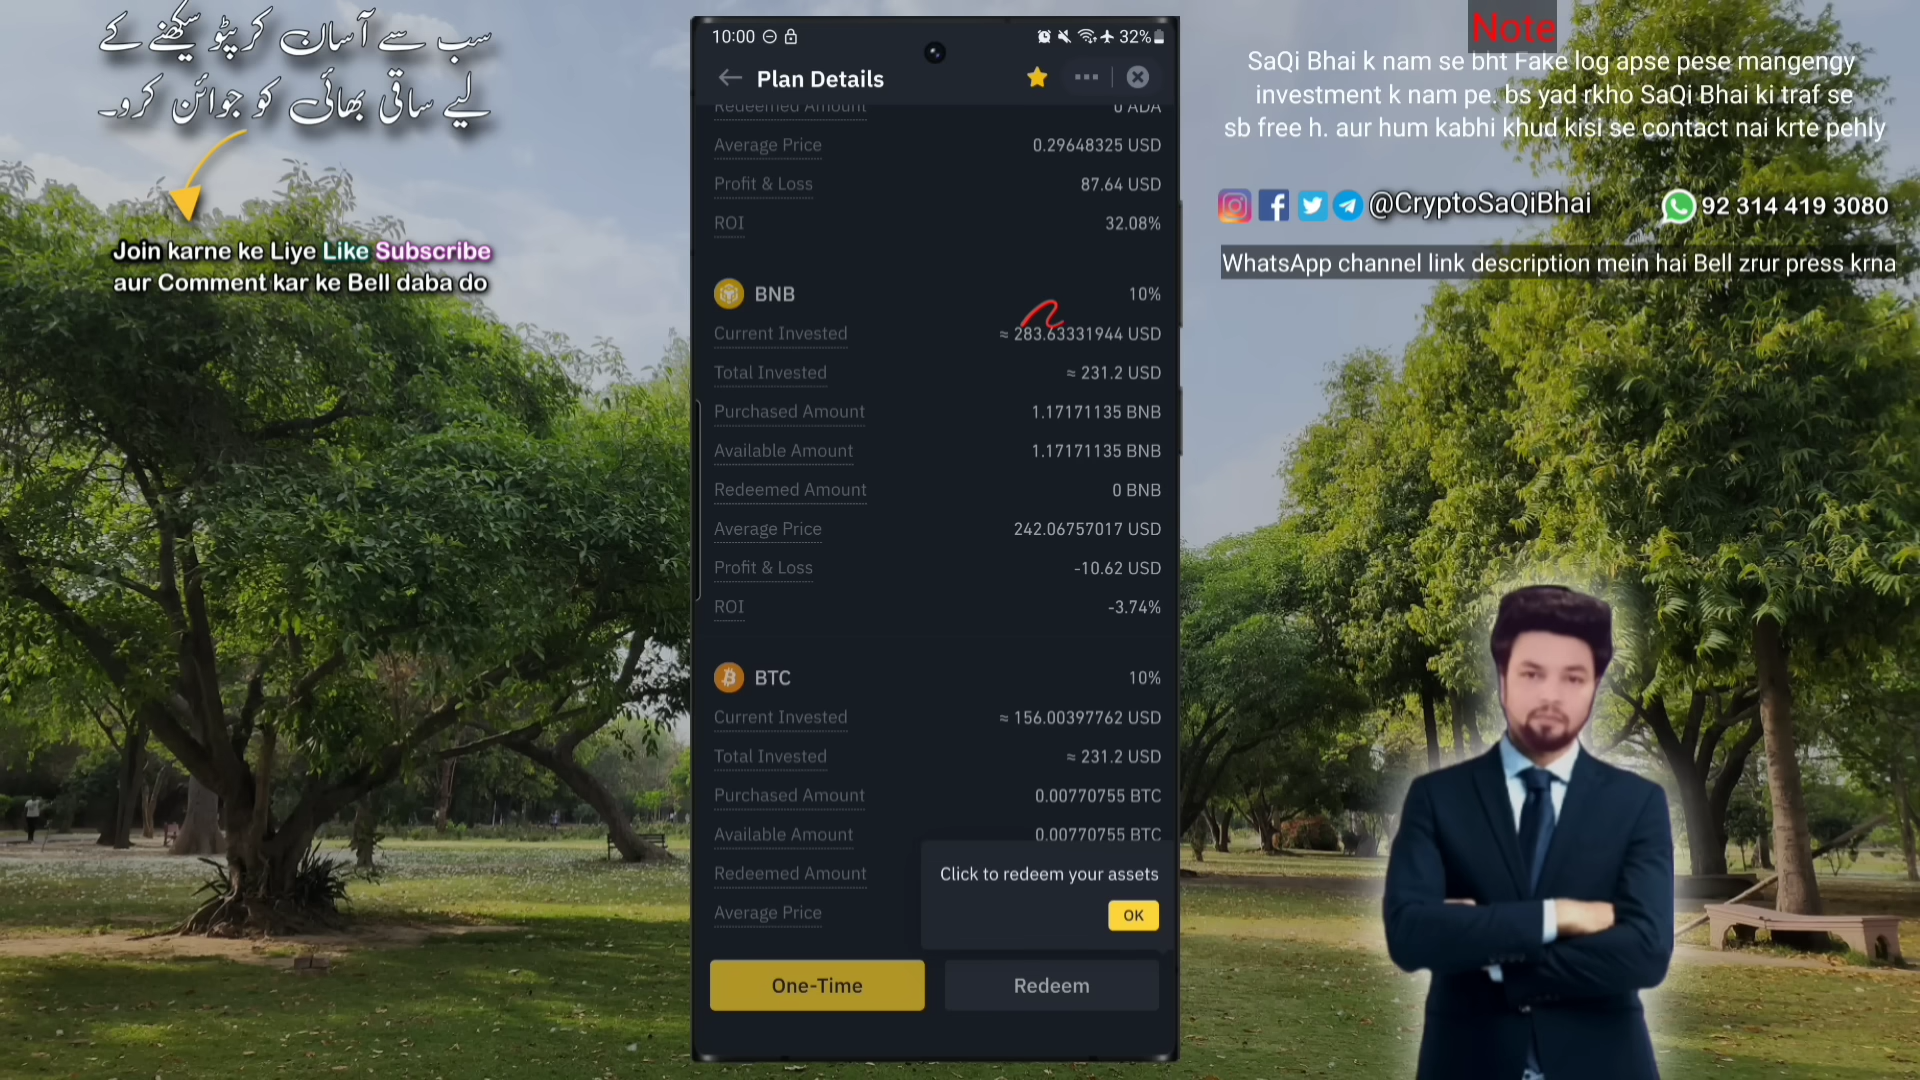 سب سے آسان کرپٹو سیکھنے کے
لیے ساقی بھائی کو جوائن کرو۔
Join karne ke Liye Like Subscribe
aur Comment kar ke Bell daba do
10:00
32%
Plan Details
Redeemed Amount 0 ADA
Average Price 0.29648325 USD
Profit & Loss 87.64 USD
ROI 32.08%
BNB 10%
Current Invested ≈ 283.63331944 USD
Total Invested ≈ 231.2 USD
Purchased Amount 1.17171135 BNB
Available Amount 1.17171135 BNB
Redeemed Amount 0 BNB
Average Price 242.06757017 USD
Profit & Loss -10.62 USD
ROI -3.74%
BTC 10%
Current Invested ≈ 156.00397762 USD
Total Invested ≈ 231.2 USD
Purchased Amount 0.00770755 BTC
Available Amount 0.00770755 BTC
Redeemed Amount
Average Price
Click to redeem your assets
OK
One-Time Redeem
Note
SaQi Bhai k nam se bht Fake log apse pese mangengy
investment k nam pe. bs yad rkho SaQi Bhai ki traf se
sb free h. aur hum kabhi khud kisi se contact nai krte pehly
@CryptoSaQiBhai 92 314 419 3080
WhatsApp channel link description mein hai Bell zrur press krna